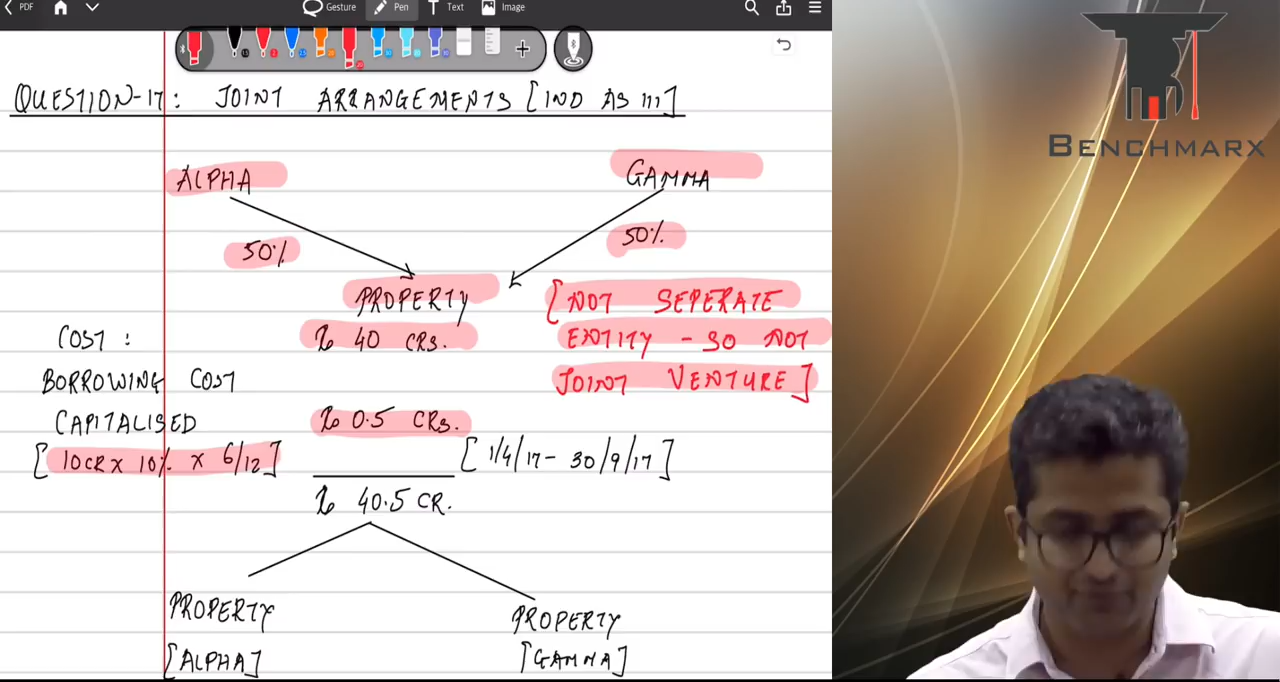 PDF
Gesture
Pen
Text
Image
QUESTION-17: JOINT ARRANGEMENTS [IND AS 111]
ALPHA
GAMMA
50%
50%
PROPERTY
[NOT SEPERATE
COST :
₹ 40 CRS.
ENTITY - SO NOT
BORROWING COST
JOINT VENTURE]
CAPITALISED
₹ 0.5 CRS.
[10CR X 10% X 6/12]
[1/4/17- 30/9/17]
₹ 40.5 CR.
PROPERTY
PROPERTY
[ALPHA]
[GAMMA]
BENCHMARX